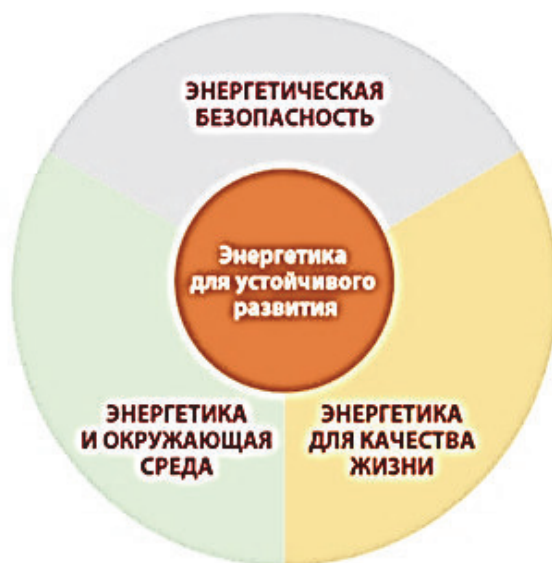 ЭНЕРГЕТИЧЕСКАЯ
БЕЗОПАСНОСТЬ
Энергетика
для устойчивого
развития
ЭНЕРГЕТИКА
И ОКРУЖАЮЩАЯ
СРЕДА
ЭНЕРГЕТИКА
ДЛЯ КАЧЕСТВА
ЖИЗНИ